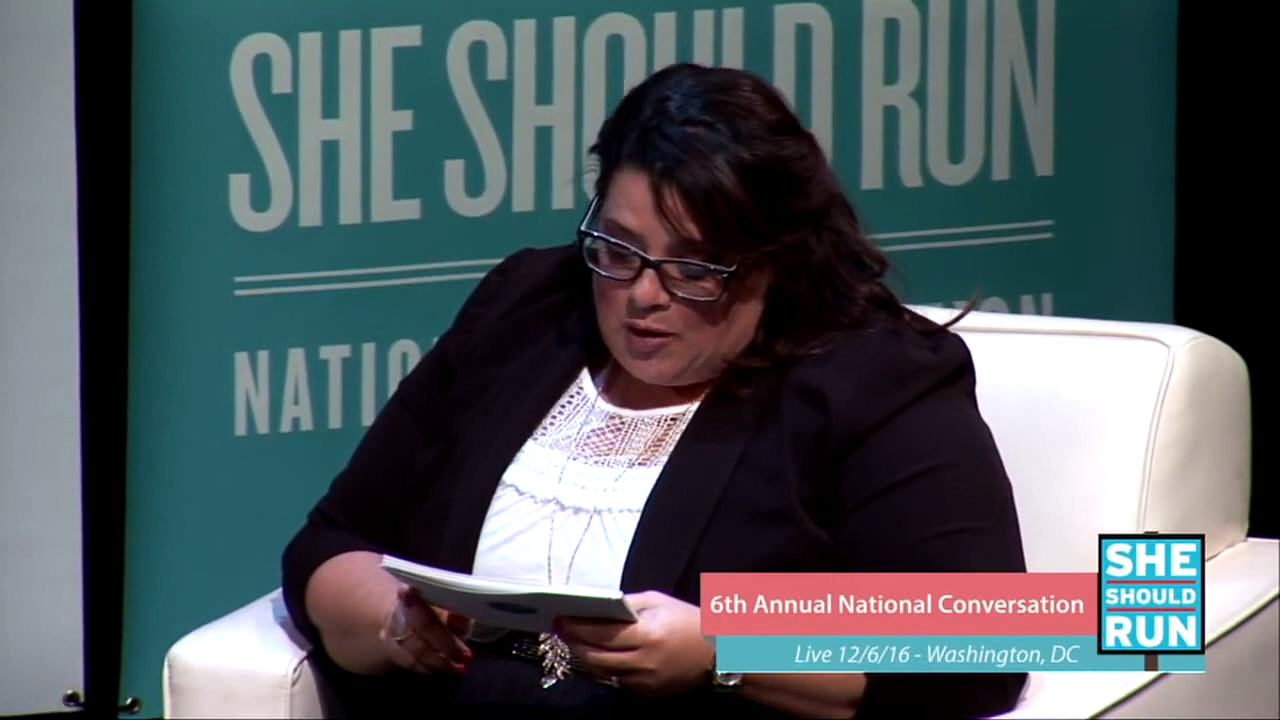 SHE SHOULD RUN
NATIO
6th Annual National Conversation
Live 12/6/16 - Washington, DC
SHE
SHOULD
RUN